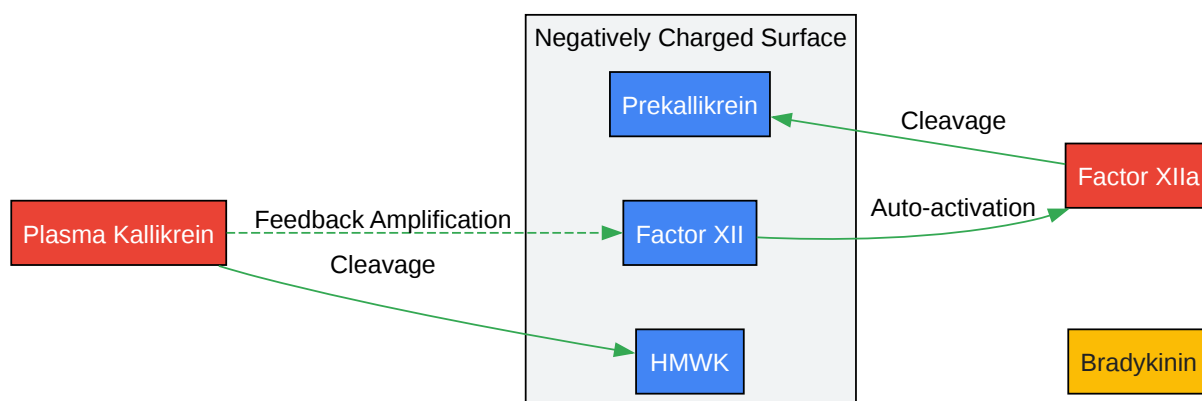 Negatively Charged Surface
Prekallikrein
Cleavage
Factor XIIa
Plasma Kallikrein
Feedback Amplification
Factor XII
Auto-activation
Cleavage
HMWK
Bradykinin